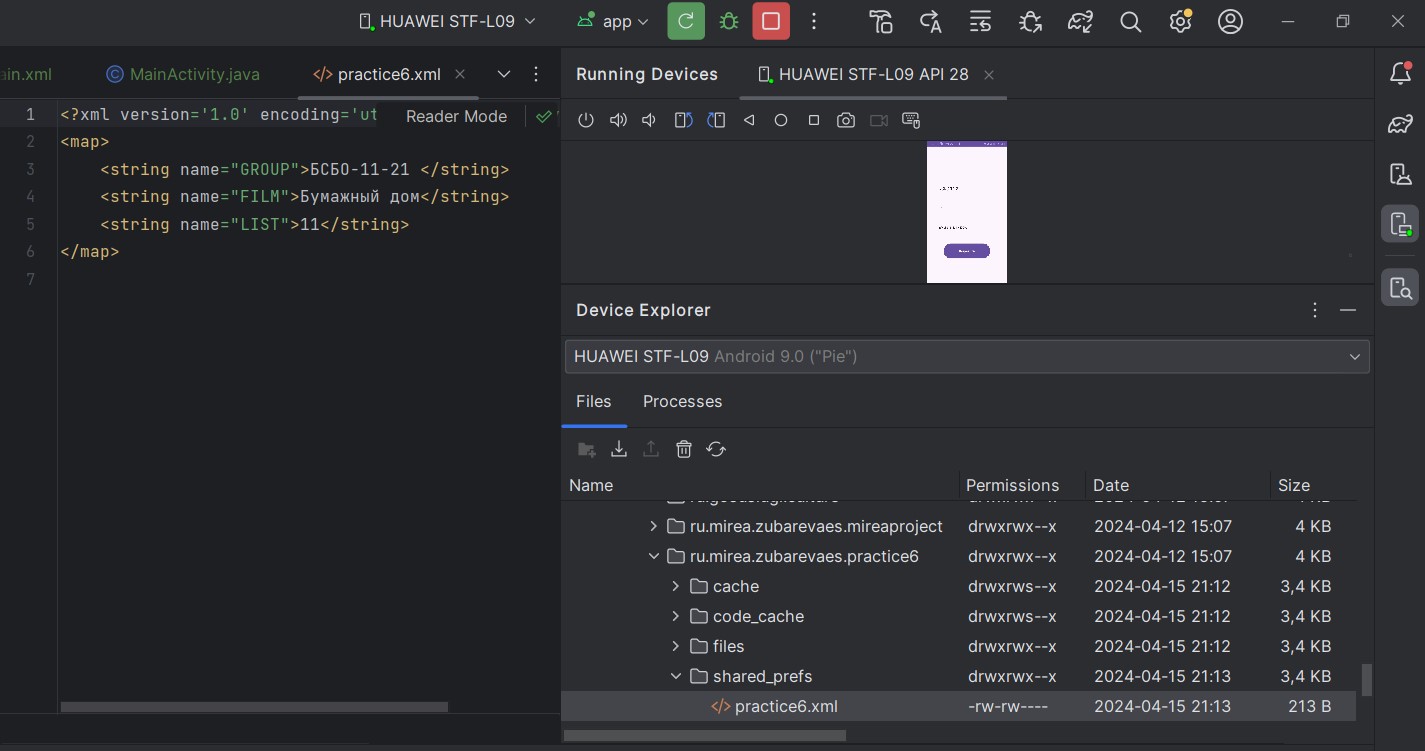 HUAWEI STF-L09 app
ain.xml MainActivity.java practice6.xml
Reader Mode
1 <?xml version='1.0' encoding='ut
2 <map>
3 <string name="GROUP">БСБО-11-21 </string>
4 <string name="FILM">Бумажный дом</string>
5 <string name="LIST">11</string>
6 </map>
7
Running Devices HUAWEI STF-L09 API 28
Device Explorer
HUAWEI STF-L09 Android 9.0 ("Pie")
Files Processes
Name Permissions Date Size
ru.mirea.zubarevaes.mireaproject drwxrwx--x 2024-04-12 15:07 4 KB
ru.mirea.zubarevaes.practice6 drwxrwx--x 2024-04-12 15:07 4 KB
cache drwxrws--x 2024-04-15 21:12 3,4 KB
code_cache drwxrws--x 2024-04-15 21:12 3,4 KB
files drwxrwx--x 2024-04-15 21:12 3,4 KB
shared_prefs drwxrwx--x 2024-04-15 21:13 3,4 KB
practice6.xml -rw-rw---- 2024-04-15 21:13 213 B